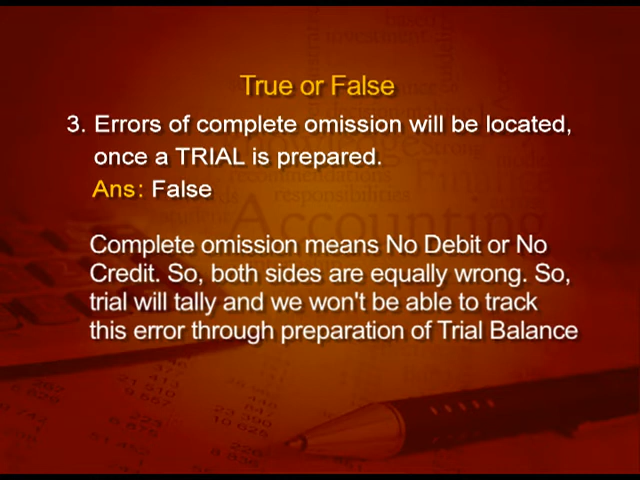 True or False
3. Errors of complete omission will be located,
once a TRIAL is prepared.
Ans: False
Complete omission means No Debit or No
Credit. So, both sides are equally wrong. So,
trial will tally and we won't be able to track
this error through preparation of Trial Balance
Accounting
responsibilities